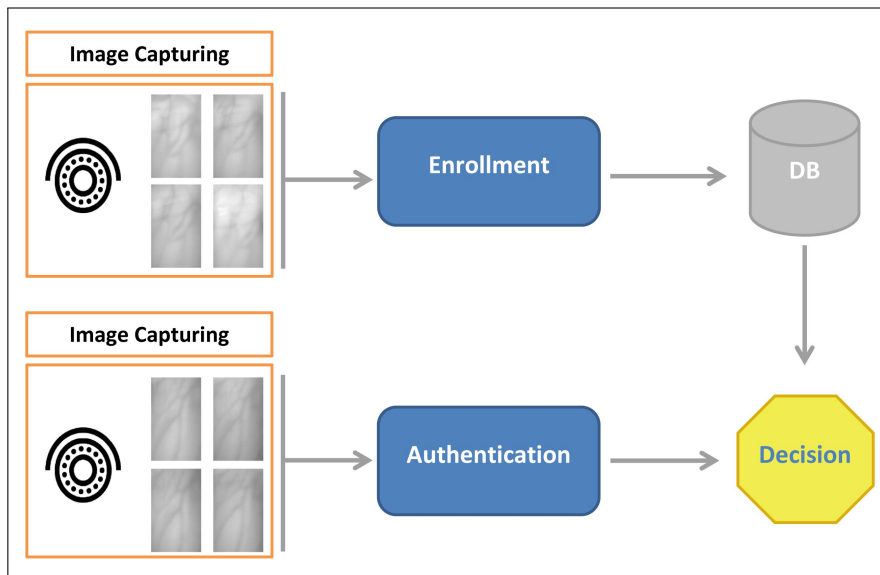 Image Capturing
Enrollment
DB
Image Capturing
Authentication
Decision